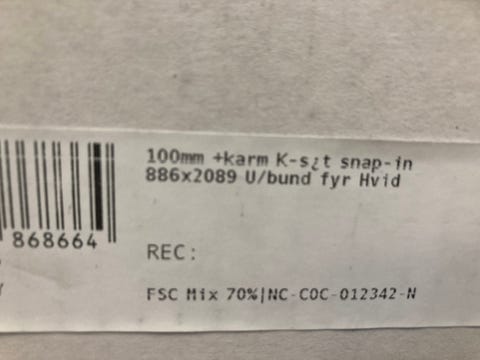 100mm +karm K-s¿t snap-in
886x2089 U/bund fyr Hvid
868664
REC:
FSC Mix 70%|NC-COC-012342-N